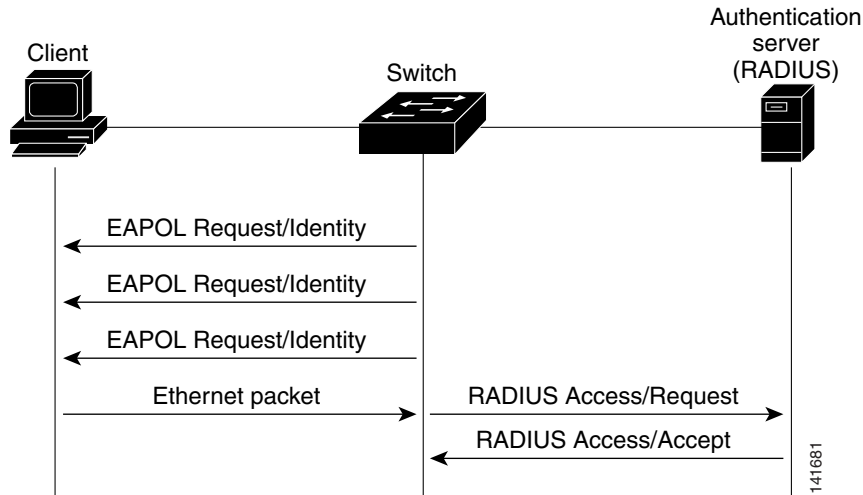 Client
Switch
Authentication
server
(RADIUS)
EAPOL Request/Identity
EAPOL Request/Identity
EAPOL Request/Identity
Ethernet packet
RADIUS Access/Request
RADIUS Access/Accept
141681